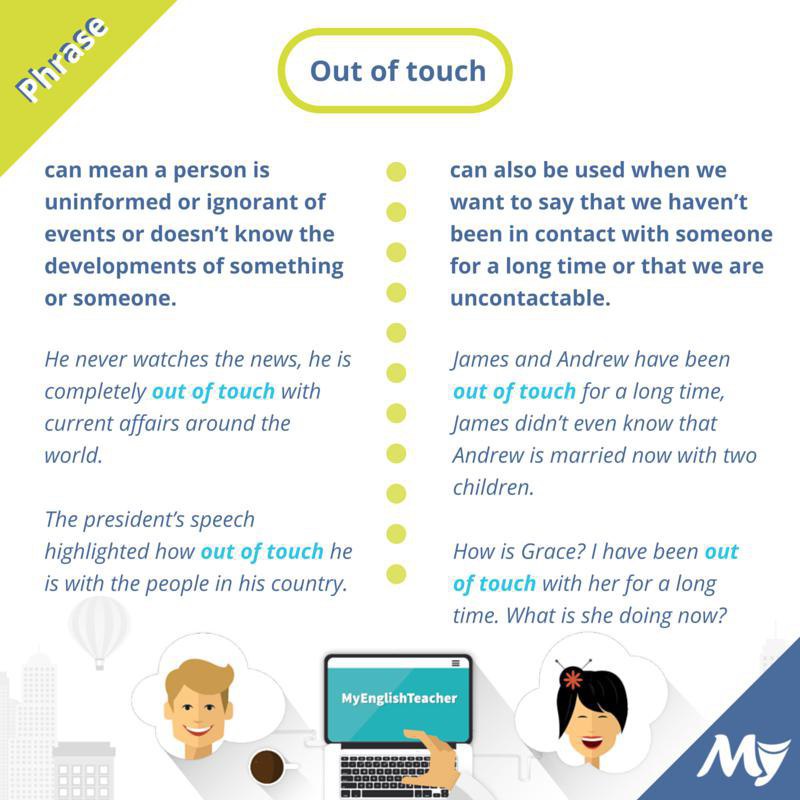 Phrase
Out of touch
can mean a person is
uninformed or ignorant of
events or doesn’t know the
developments of something
or someone.
He never watches the news, he is
completely out of touch with
current affairs around the
world.
The president’s speech
highlighted how out of touch he
is with the people in his country.
can also be used when we
want to say that we haven’t
been in contact with someone
for a long time or that we are
uncontactable.
James and Andrew have been
out of touch for a long time,
James didn’t even know that
Andrew is married now with two
children.
How is Grace? I have been out
of touch with her for a long
time. What is she doing now?
MyEnglishTeacher
My